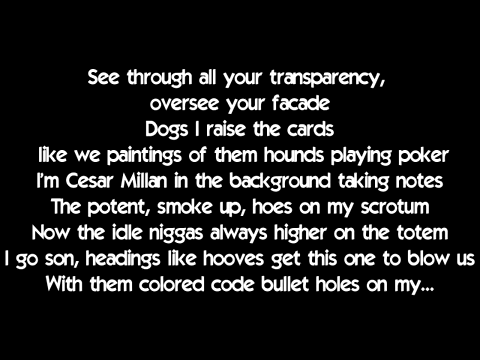 See through all your transparency,
oversee your facade
Dogs I raise the cards
like we paintings of them hounds playing poker
I'm Cesar Millan in the background taking notes
The potent, smoke up, hoes on my scrotum
Now the idle niggas always higher on the totem
I go son, headings like hooves get this one to blow us
With them colored code bullet holes on my...